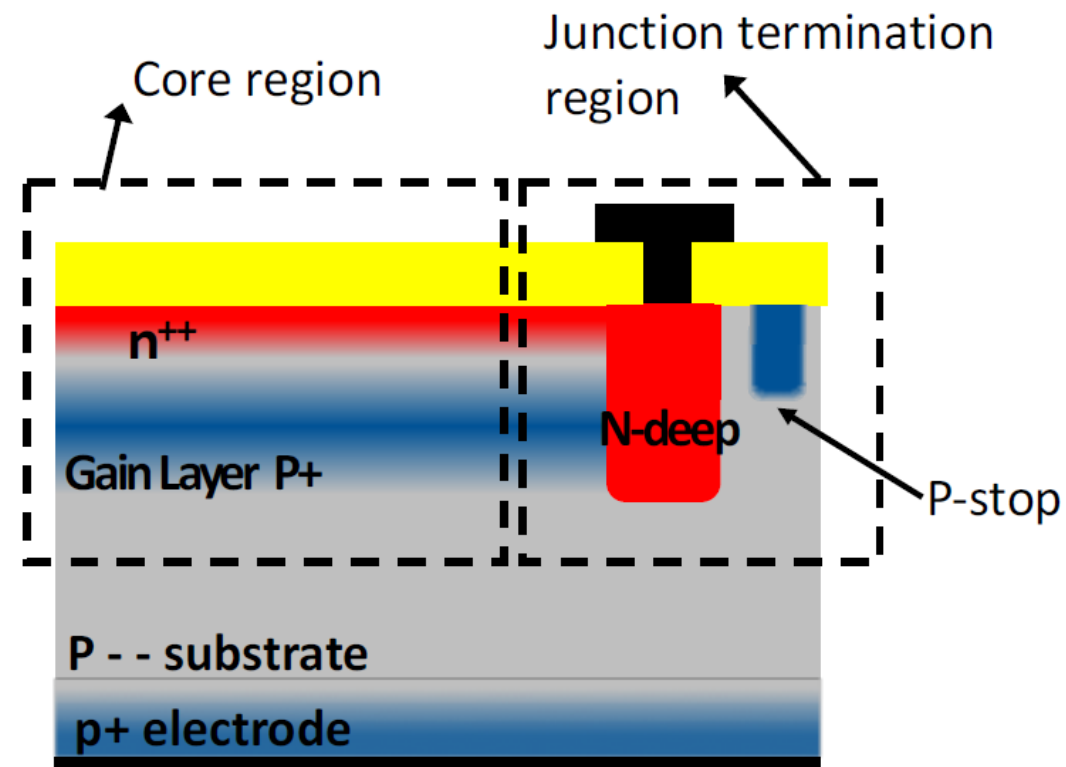 Junction termination
region
Core region
n++
N-deep
Gain Layer P+
P-stop
P - - substrate
p+ electrode